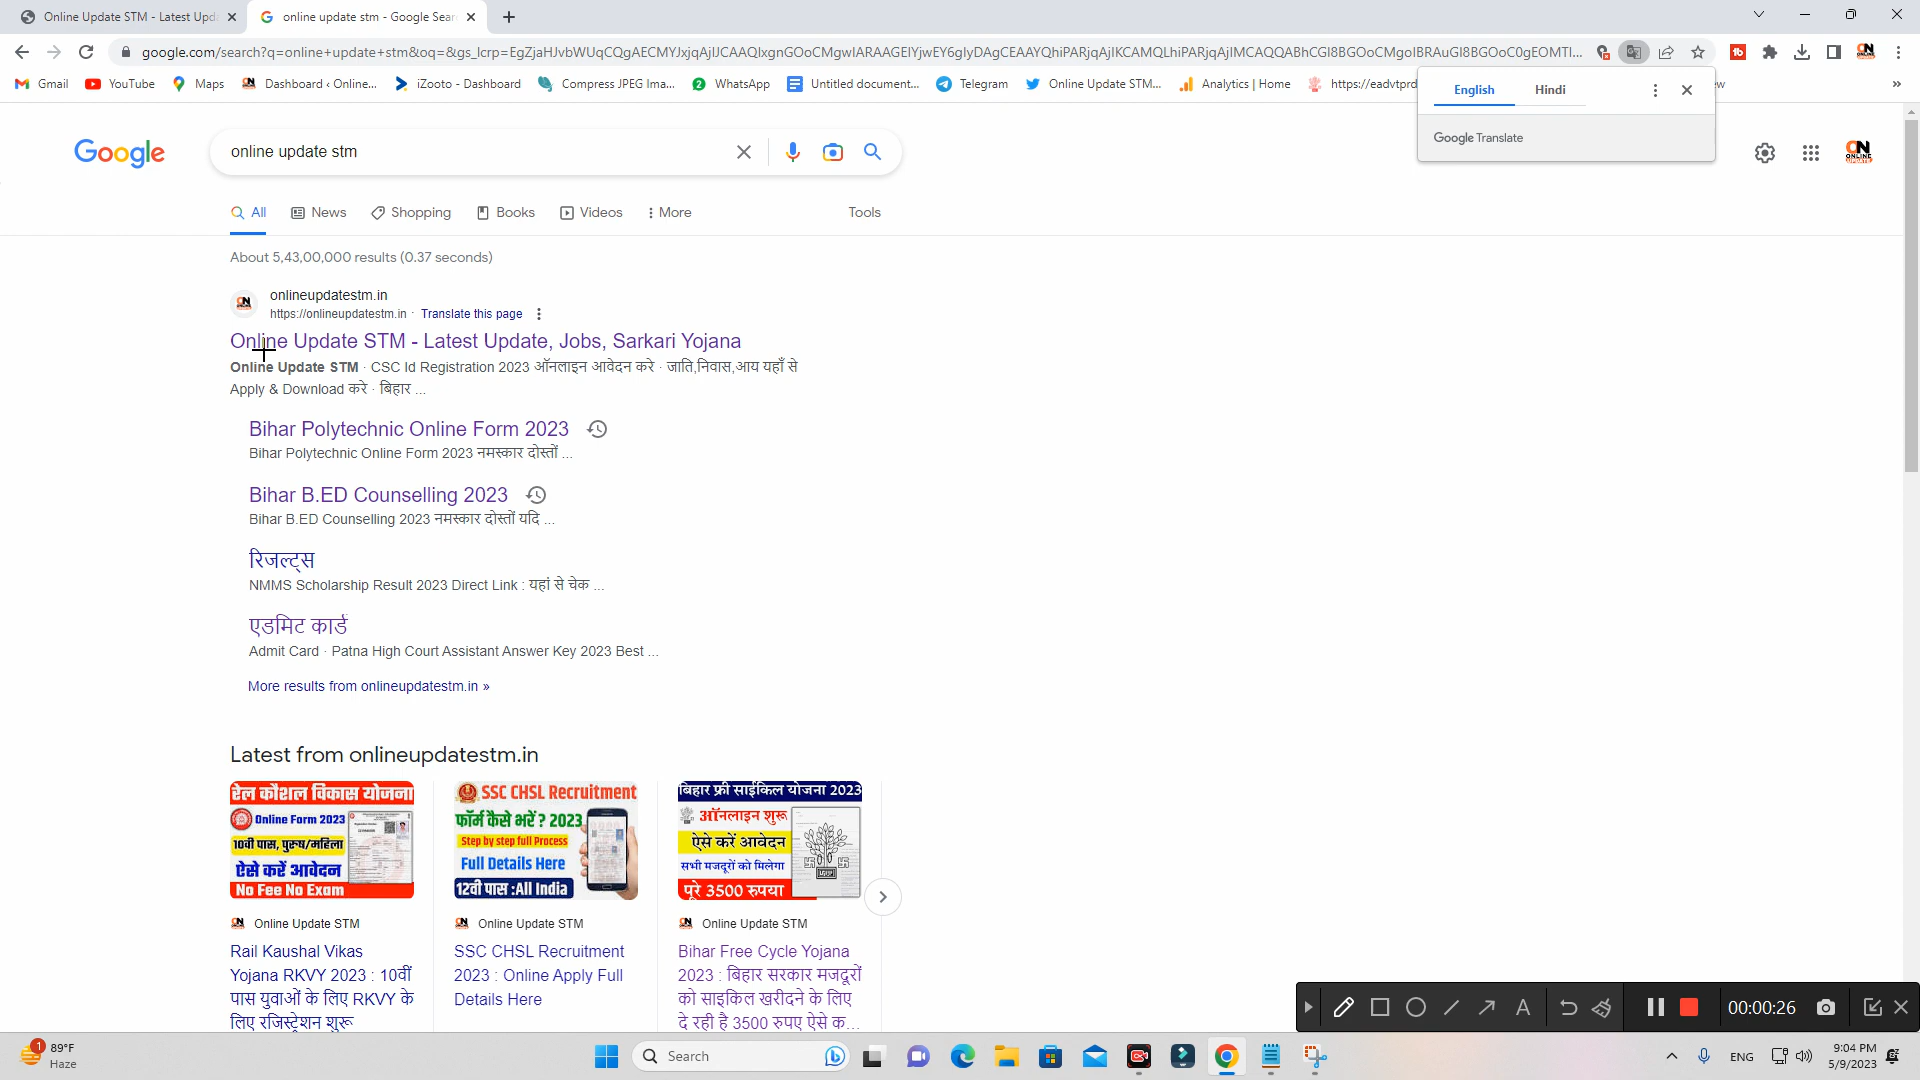 Online Update STM - Latest Upd
online update stm - Google Sear
google.com/search?q=online+update+stm&oq=&gs_lcrp=EgZjaHJvbWUqCQgAECMYJxjqAjIJCAAQIxgnGOoCMgwIARAAGEIYjwEY6gIyDAgCEAAYQhiPARjqAjIKCAMQLhiPARjqAjIMCAQQABhCGI8BGOoCMgoIBRAuGI8BGOoC0gEOMTI...
Gmail
YouTube
Maps
Dashboard ‹ Online...
iZooto - Dashboard
Compress JPEG Ima...
WhatsApp
Untitled document...
Telegram
Online Update STM...
Analytics | Home
https://eadvtprd
ew
English
Hindi
Google Translate
Google
online update stm
All
News
Shopping
Books
Videos
More
Tools
About 5,43,00,000 results (0.37 seconds)
onlineupdatestm.in
https://onlineupdatestm.in · Translate this page
Online Update STM - Latest Update, Jobs, Sarkari Yojana
Online Update STM · CSC Id Registration 2023 ऑनलाइन आवेदन करे · जाति,निवास,आय यहाँ से
Apply & Download करे · बिहार ...
Bihar Polytechnic Online Form 2023
Bihar Polytechnic Online Form 2023 नमस्कार दोस्तों ...
Bihar B.ED Counselling 2023
Bihar B.ED Counselling 2023 नमस्कार दोस्तों यदि ...
रिजल्ट्स
NMMS Scholarship Result 2023 Direct Link : यहां से चेक ...
एडमिट कार्ड
Admit Card · Patna High Court Assistant Answer Key 2023 Best ...
More results from onlineupdatestm.in »
Latest from onlineupdatestm.in
रेल कौशल विकास योजना
Online Form 2023
10वी पास, पुरुष/महिला
ऐसे करें आवेदन
No Fee No Exam
Online Update STM
Rail Kaushal Vikas
Yojana RKVY 2023 : 10वीं
पास युवाओं के लिए RKVY के
लिए रजिस्ट्रेशन शुरू
SSC CHSL Recruitment
फॉर्म कैसे भरें ? 2023
Step by step full Process
Full Details Here
12वी पास :All India
Online Update STM
SSC CHSL Recruitment
2023 : Online Apply Full
Details Here
बिहार फ्री साईकिल योजना 2023
ऑनलाइन शुरू
ऐसे करें आवेदन
सभी मजदूरों को मिलेगा
पूरे 3500 रुपया
Online Update STM
Bihar Free Cycle Yojana
2023 : बिहार सरकार मजदूरों
को साइकिल खरीदने के लिए
दे रही है 3500 रुपए ऐसे क...
00:00:26
1
89°F
Haze
Search
ENG
9:04 PM
5/9/2023